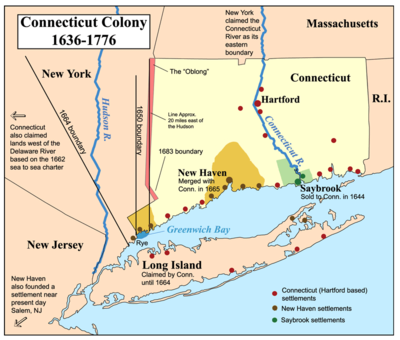 Connecticut Colony
1636-1776
New York
claimed the
Connecticut
River as its
eastern
boundary
Massachusetts
New York
The "Oblong"
Connecticut
R.I.
Hudson R.
1664 boundary
1650 boundary
Line Approx.
20 miles east of
the Hudson
Hartford
Connecticut R.
Connecticut
also claimed
lands west of the
Delaware River
based on the 1662
sea to sea charter
1683 boundary
New Haven
Merged with
Conn. in 1665
Saybrook
Sold to Conn. in 1644
Greenwich Bay
Rye
New Jersey
Long Island
Claimed by Conn.
until 1664
New Haven
also founded a
settlement near
present day
Salem, NJ
Connecticut (Hartford based)
settlements
New Haven settlements
Saybrook settlements